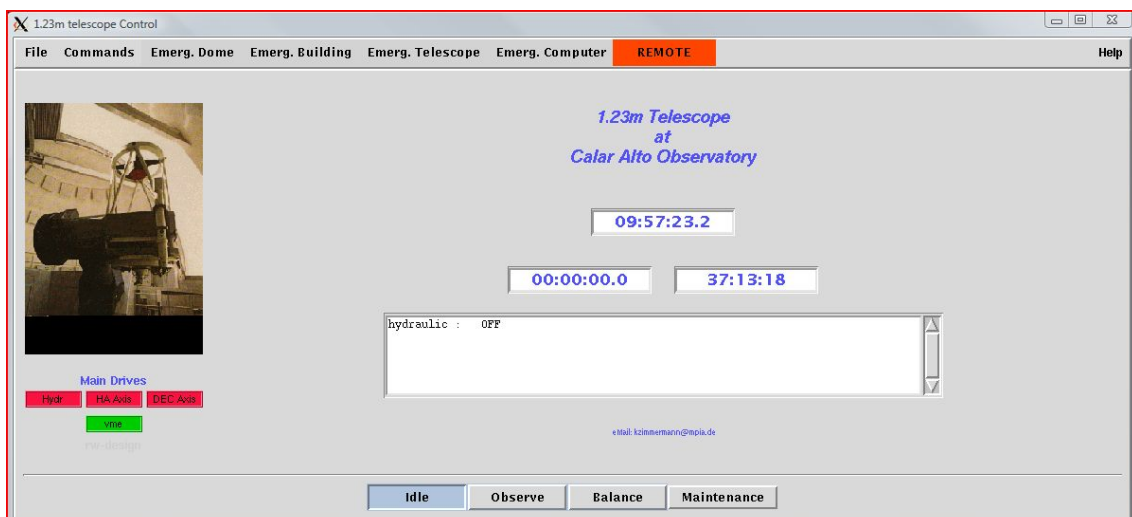 1.23m telescope Control
File Commands Emerg. Dome Emerg. Building Emerg. Telescope Emerg. Computer REMOTE Help
1.23m Telescope
at
Calar Alto Observatory
09:57:23.2
00:00:00.0 37:13:18
hydraulic : OFF
Main Drives
Hydr HA Axis DEC Axis
vme
rw-design
eMail: kzimmermann@mpia.de
Idle Observe Balance Maintenance